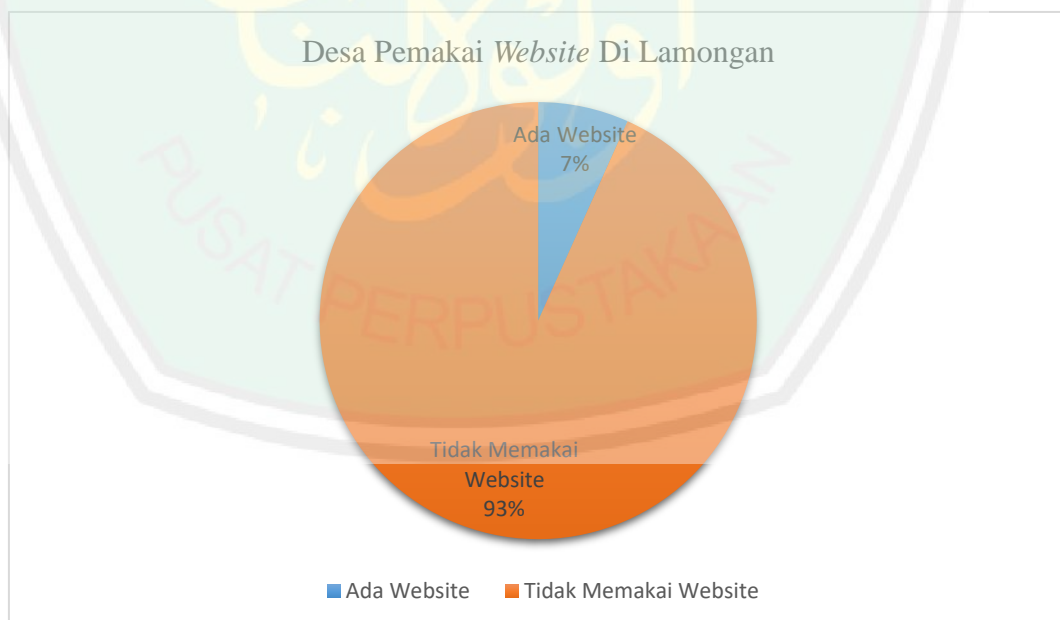 Desa Pemakai Website Di Lamongan
Ada Website
7%
PUSAT PERPUSTAKAAN
Tidak Memakai
Website
93%
Ada Website Tidak Memakai Website